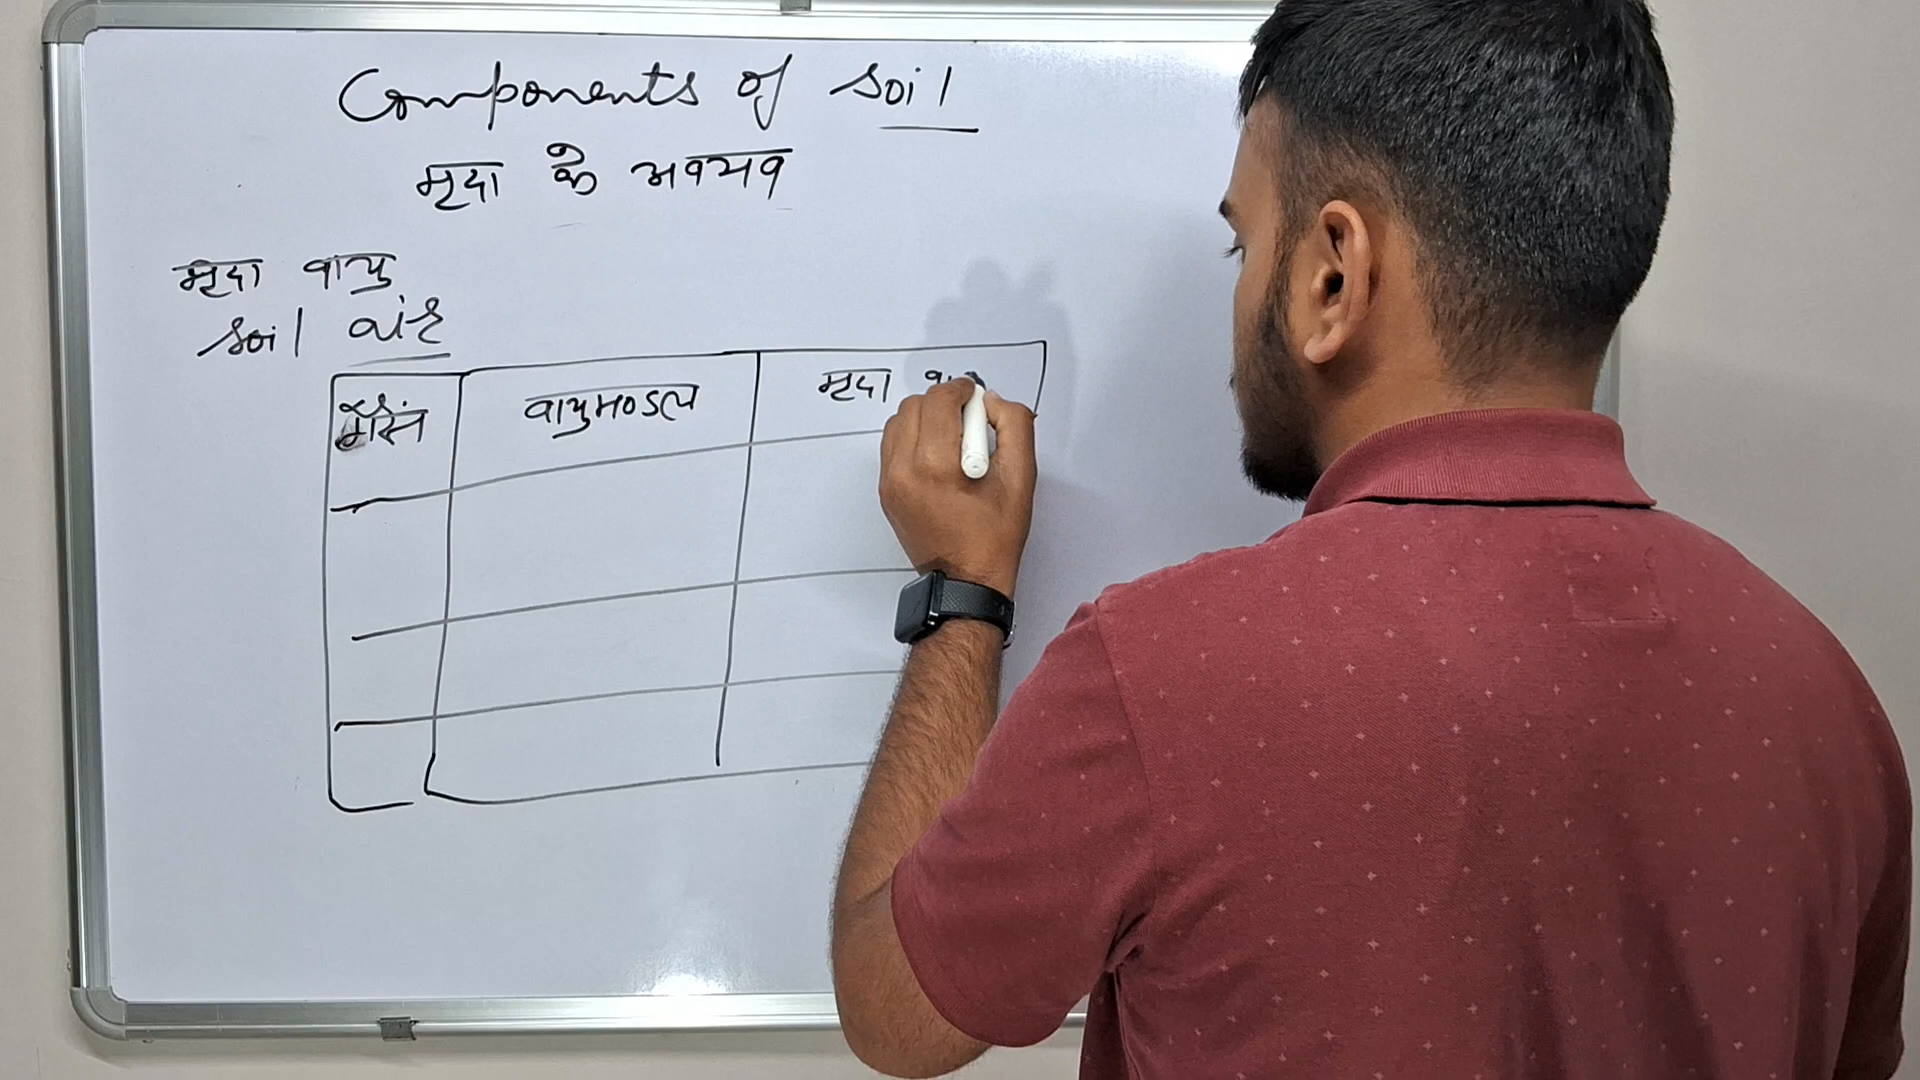 Components of soil
मृदा के अवयव
मृदा वायु
soil air
गैसें वायुमण्डल मृदा वा